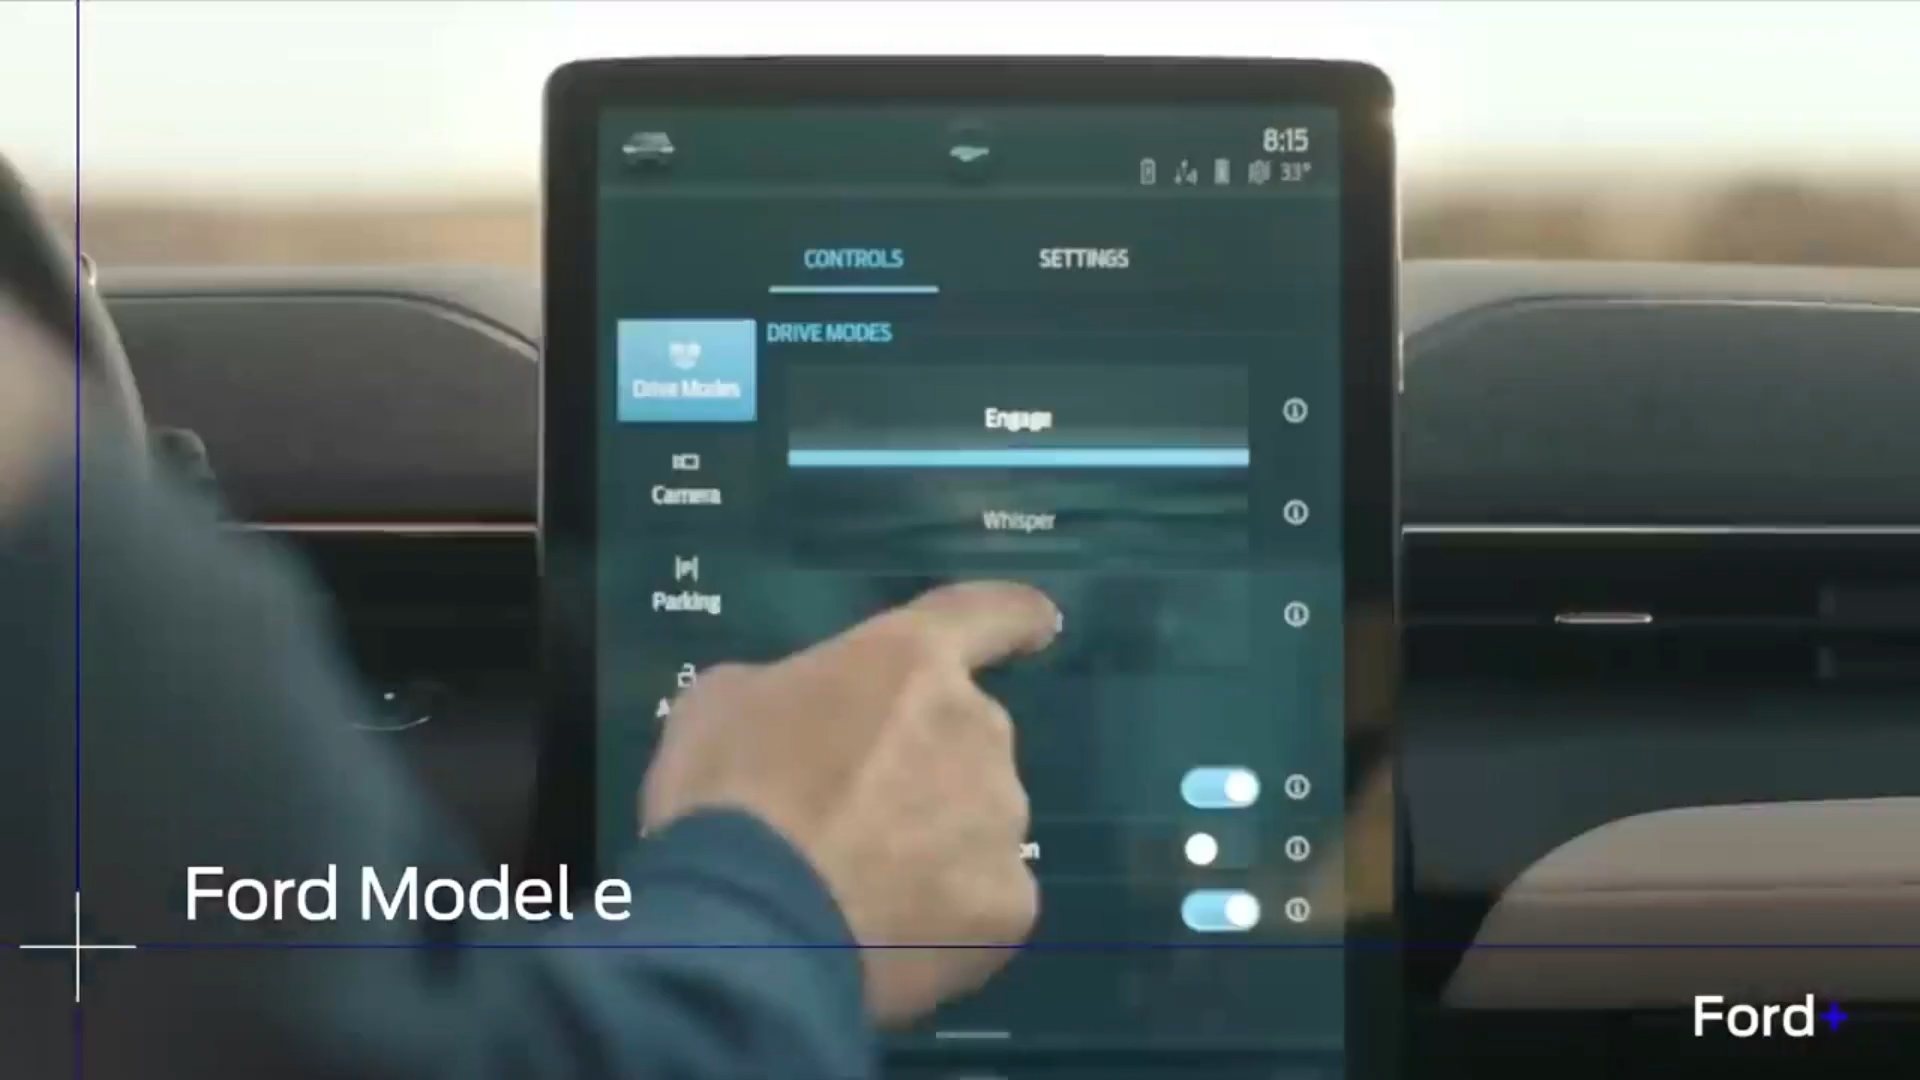 8:15
33°
CONTROLS
SETTINGS
DRIVE MODES
Drive Modes
Engage
Camera
Whisper
Parking
Ford Model e
Ford+